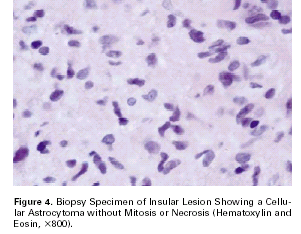 Figure 4. Biopsy Specimen of Insular Lesion Showing a Cellu-
lar Astrocytoma without Mitosis or Necrosis (Hematoxylin and
Eosin, ×800).